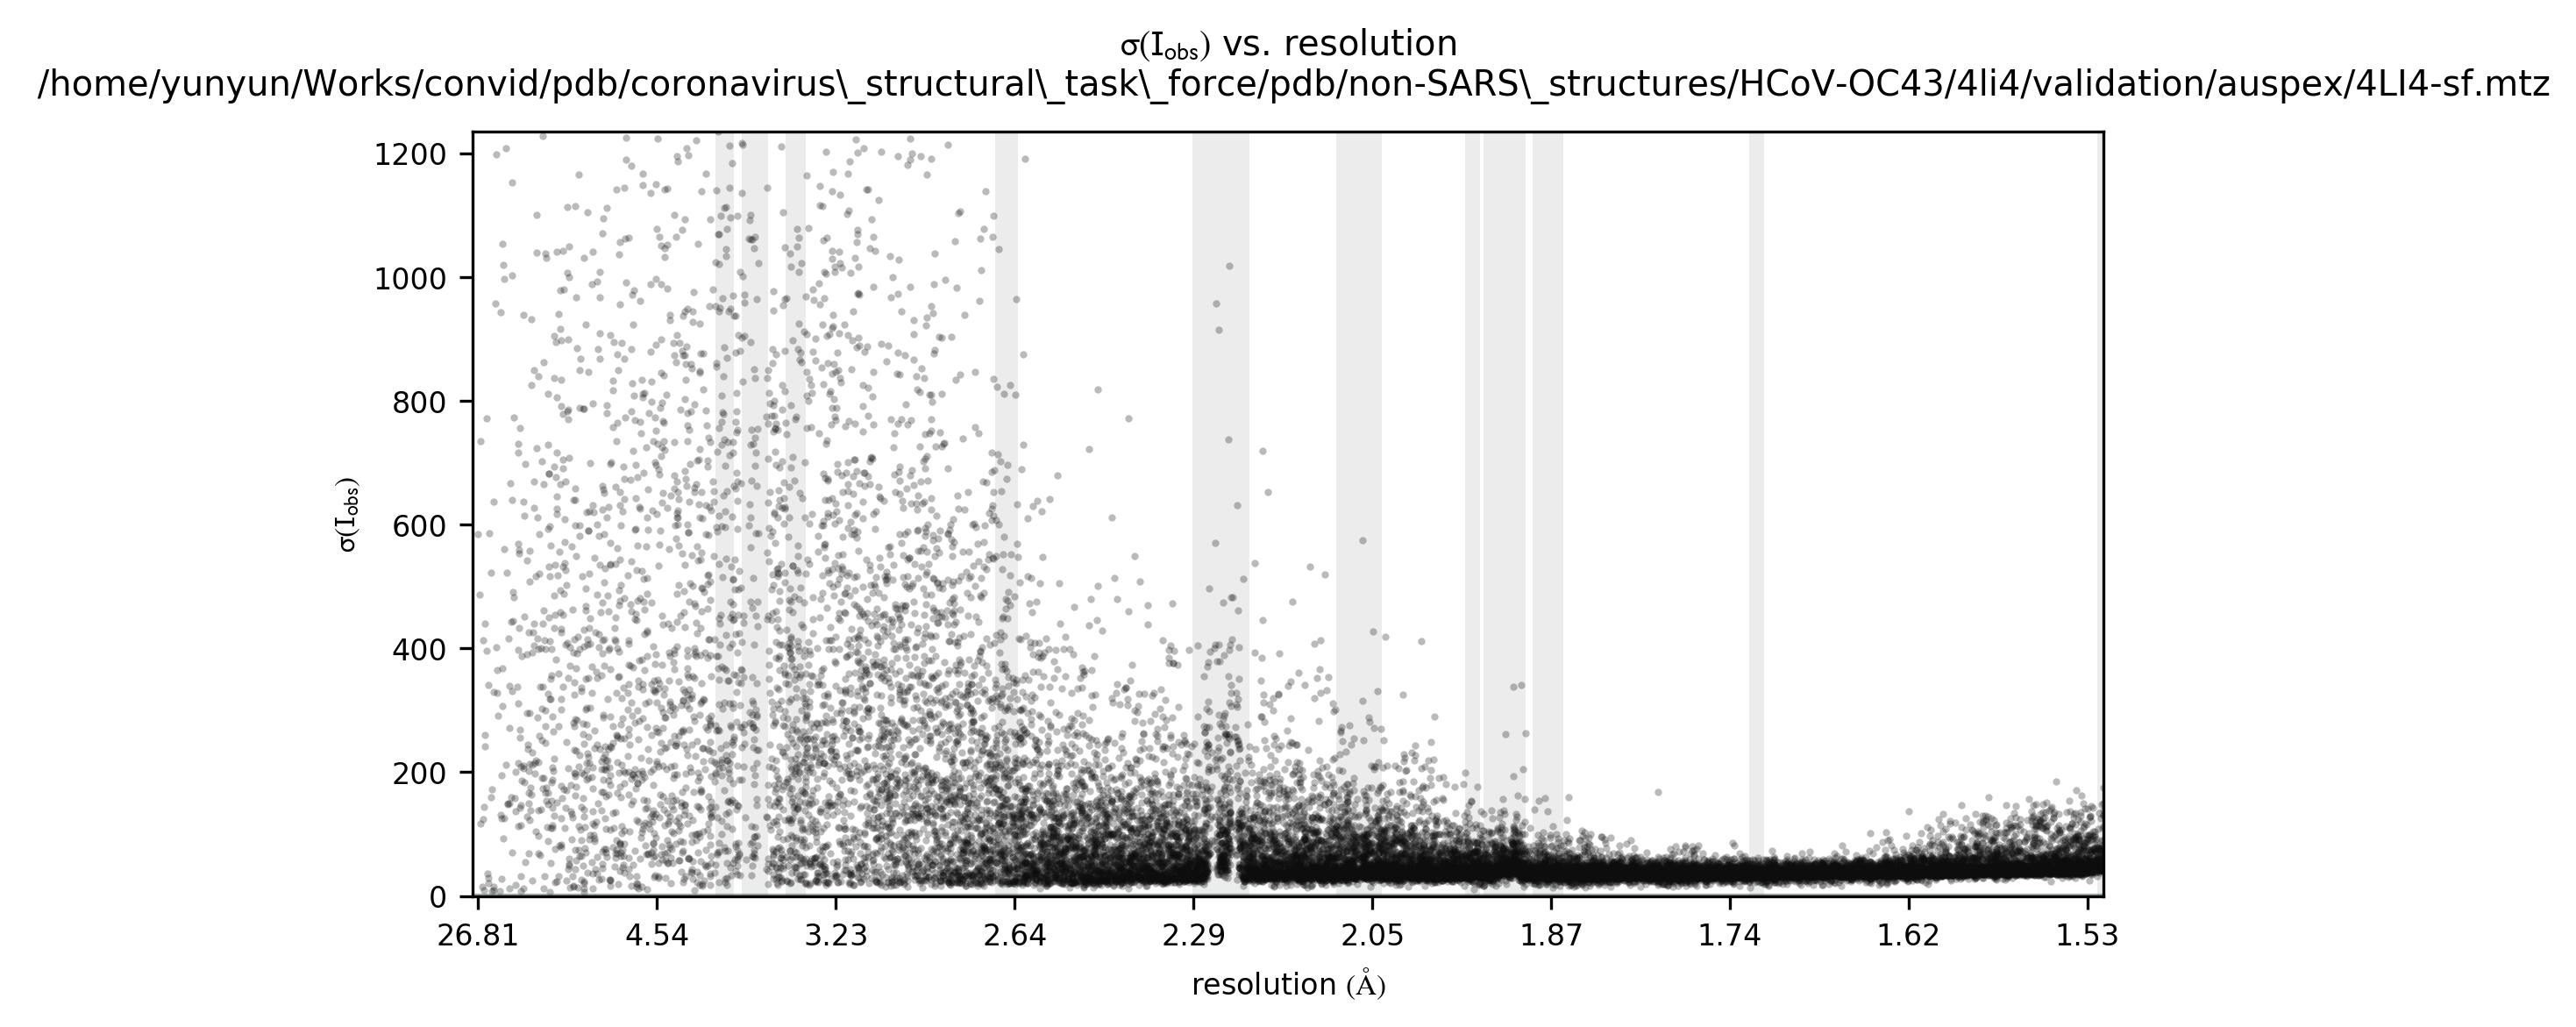 σ(I_obs) vs. resolution
/home/yunyun/Works/convid/pdb/coronavirus\_structural\_task\_force/pdb/non-SARS\_structures/HCoV-OC43/4li4/validation/auspex/4LI4-sf.mtz
1200
1000
800
600
400
200
0
σ(I_obs)
26.81 4.54 3.23 2.64 2.29 2.05 1.87 1.74 1.62 1.53
resolution (Å)